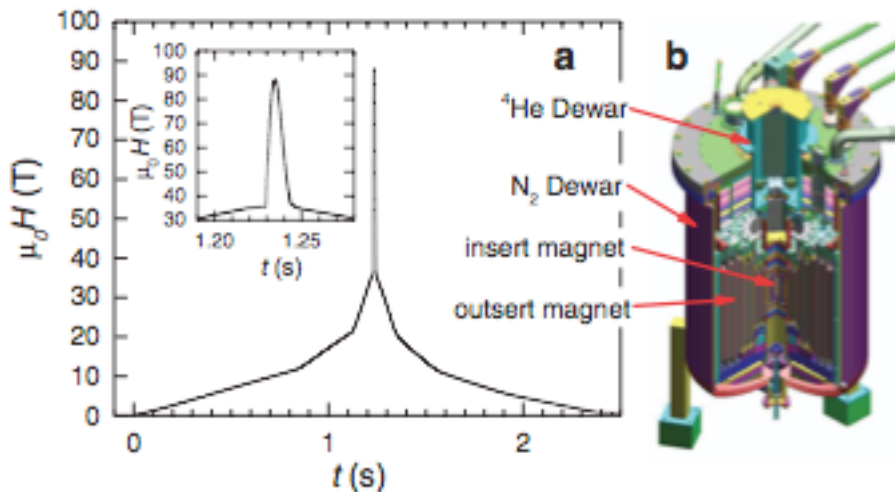 100
90
80
70
60
50
40
30
20
10
0
μ₀H (T)
0
1
2
t (s)
100
90
80
70
60
50
40
30
μ₀H (T)
1.20
1.25
t (s)
a
b
⁴He Dewar
N₂ Dewar
insert magnet
outsert magnet